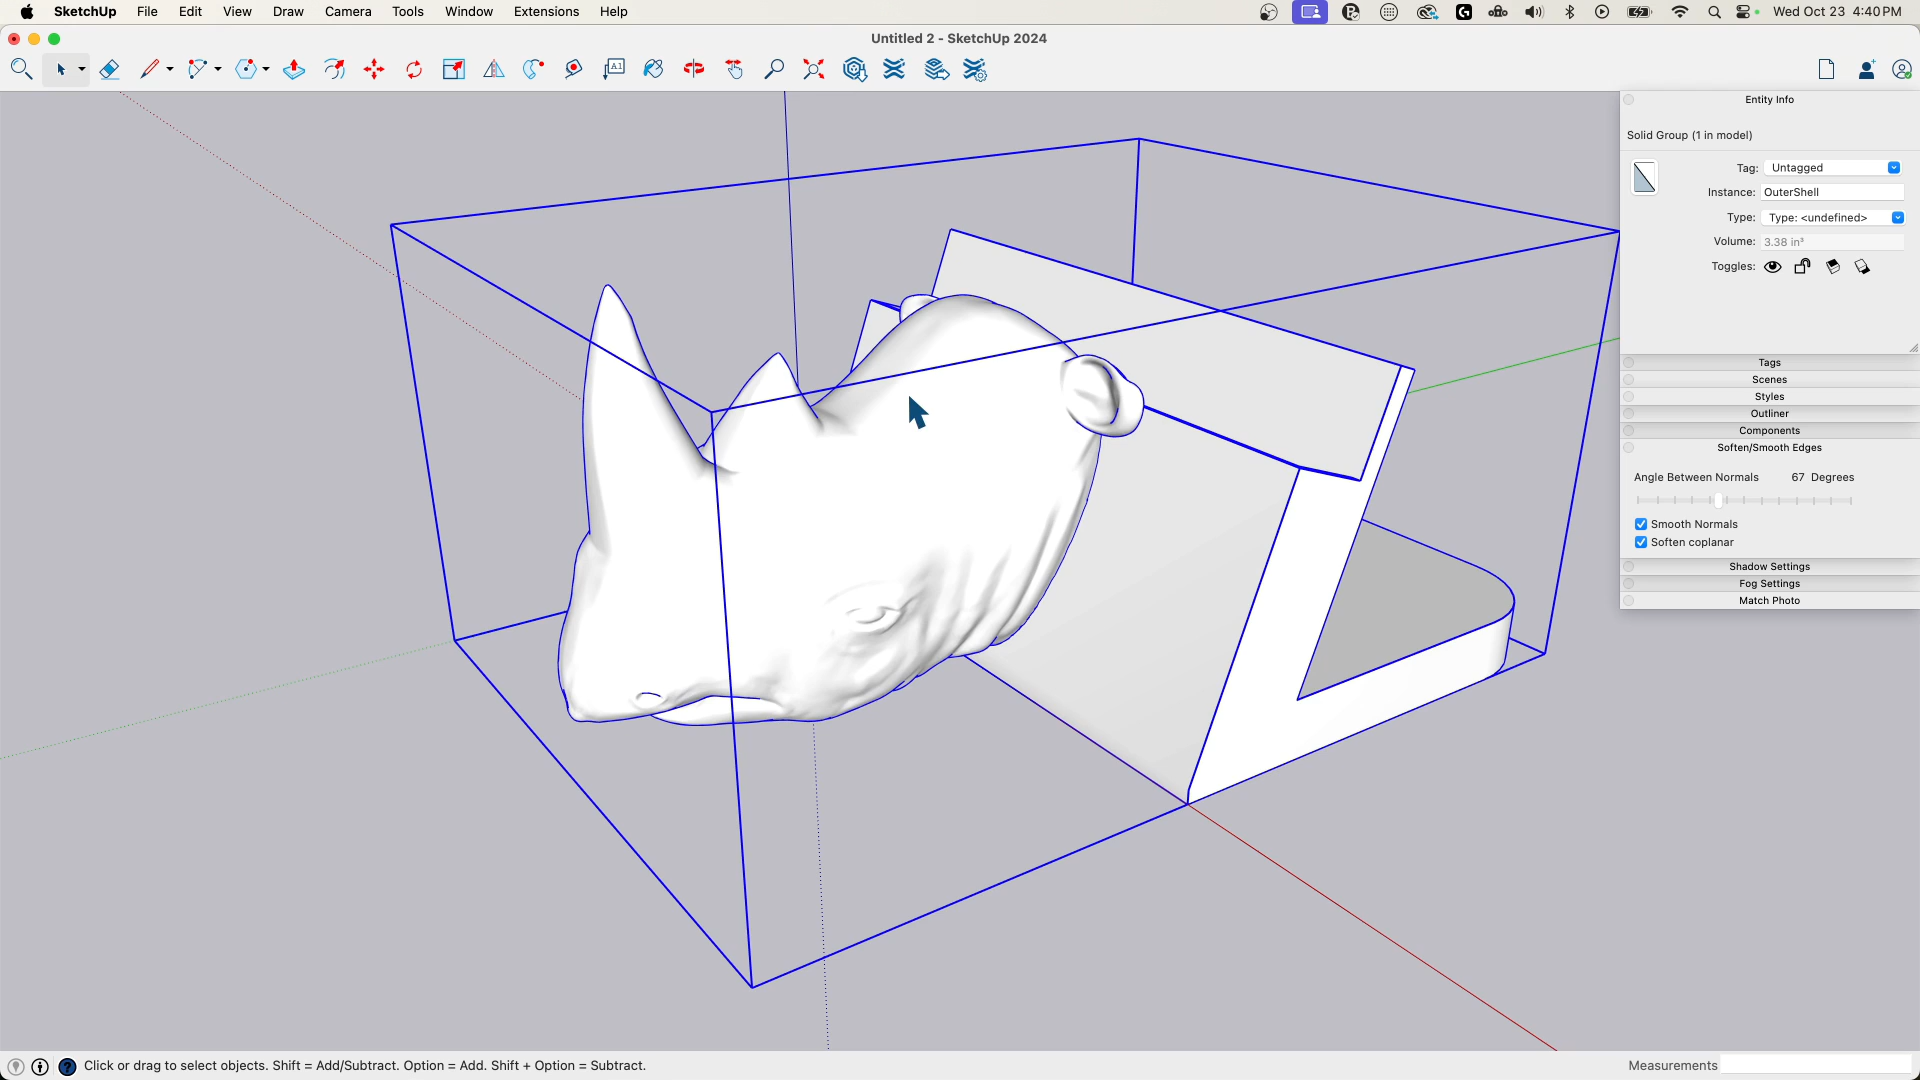 SketchUp File Edit View Draw Camera Tools Window Extensions Help
Wed Oct 23 4:40 PM
Untitled 2 - SketchUp 2024
A1
Entity Info
Solid Group (1 in model)
Tag: Untagged
Instance: OuterShell
Type: Type: <undefined>
Volume: 3.38 in³
Toggles:
Tags
Scenes
Styles
Outliner
Components
Soften/Smooth Edges
Angle Between Normals 67 Degrees
Smooth Normals
Soften coplanar
Shadow Settings
Fog Settings
Match Photo
Click or drag to select objects. Shift = Add/Subtract. Option = Add. Shift + Option = Subtract.
Measurements